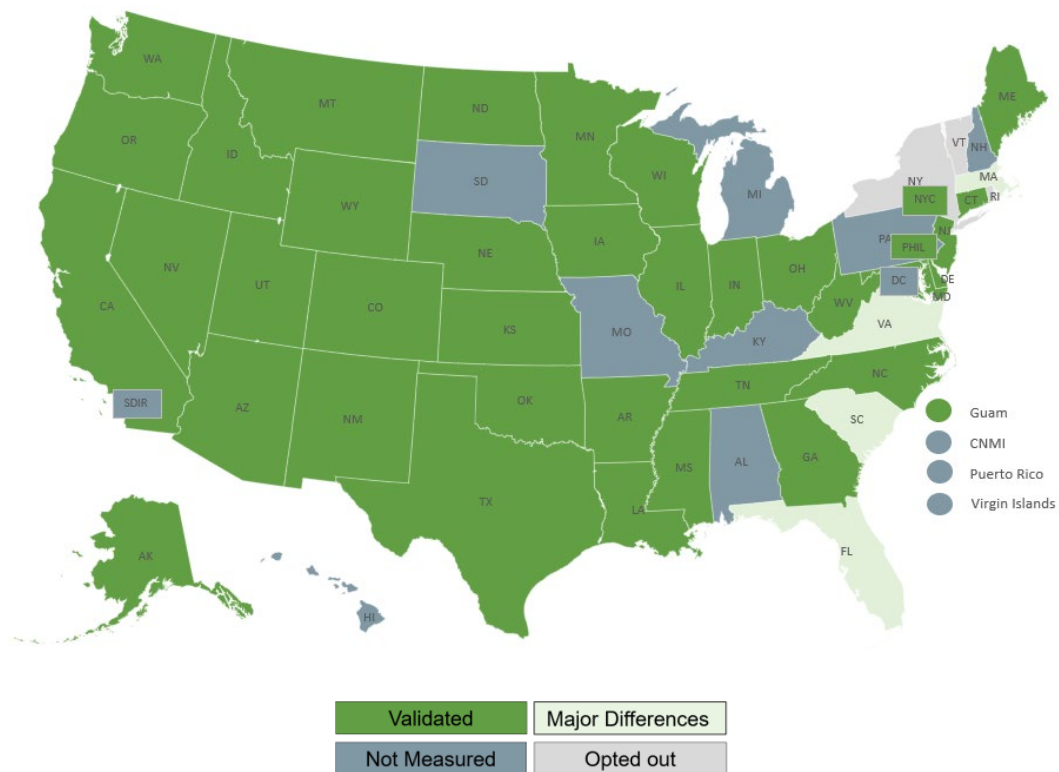 WA
MT
ND
MN
ME
OR
ID
SD
WI
MI
VT
NH
NY
MA
NYC
CT
RI
WY
IA
PA
NJ
PHIL
NE
NV
UT
CO
IL
IN
OH
DC
DE
MD
WV
VA
CA
KS
MO
KY
SDIR
AZ
NM
OK
AR
TN
NC
SC
MS
AL
GA
TX
LA
FL
AK
HI
Guam
CNMI
Puerto Rico
Virgin Islands
Validated
Major Differences
Not Measured
Opted out